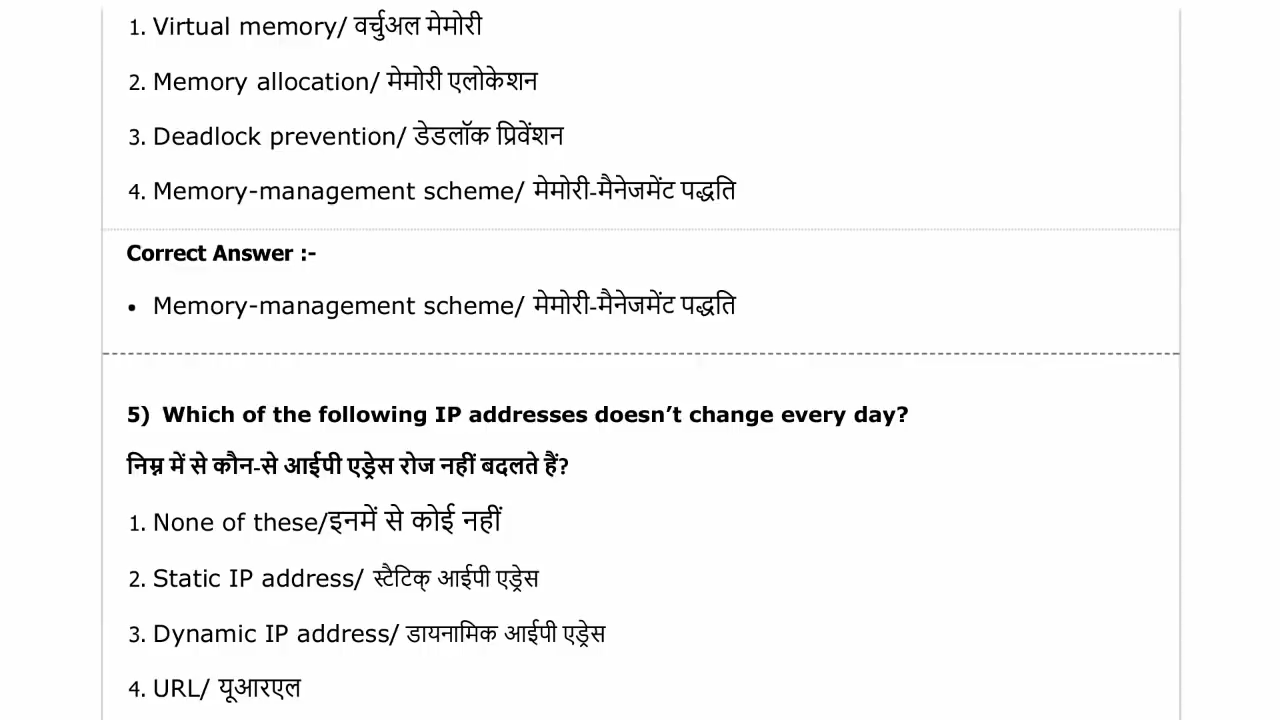 1. Virtual memory/ वर्चुअल मेमोरी
2. Memory allocation/ मेमोरी एलोकेशन
3. Deadlock prevention/ डेडलॉक प्रिवेंशन
4. Memory-management scheme/ मेमोरी-मैनेजमेंट पद्धति
Correct Answer :-
• Memory-management scheme/ मेमोरी-मैनेजमेंट पद्धति
5) Which of the following IP addresses doesn’t change every day?
निम्न में से कौन-से आईपी एड्रेस रोज नहीं बदलते हैं?
1. None of these/इनमें से कोई नहीं
2. Static IP address/ स्टैटिक् आईपी एड्रेस
3. Dynamic IP address/ डायनामिक आईपी एड्रेस
4. URL/ यूआरएल